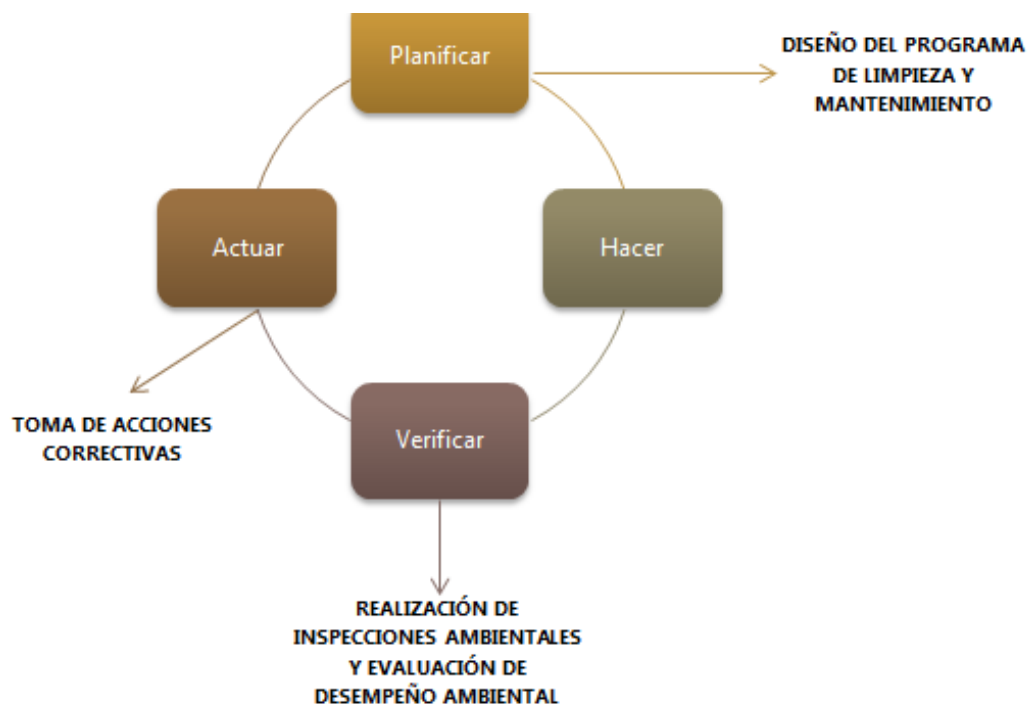 Planificar
DISEÑO DEL PROGRAMA
DE LIMPIEZA Y
MANTENIMIENTO
Actuar
Hacer
TOMA DE ACCIONES
CORRECTIVAS
Verificar
REALIZACIÓN DE
INSPECCIONES AMBIENTALES
Y EVALUACIÓN DE
DESEMPEÑO AMBIENTAL